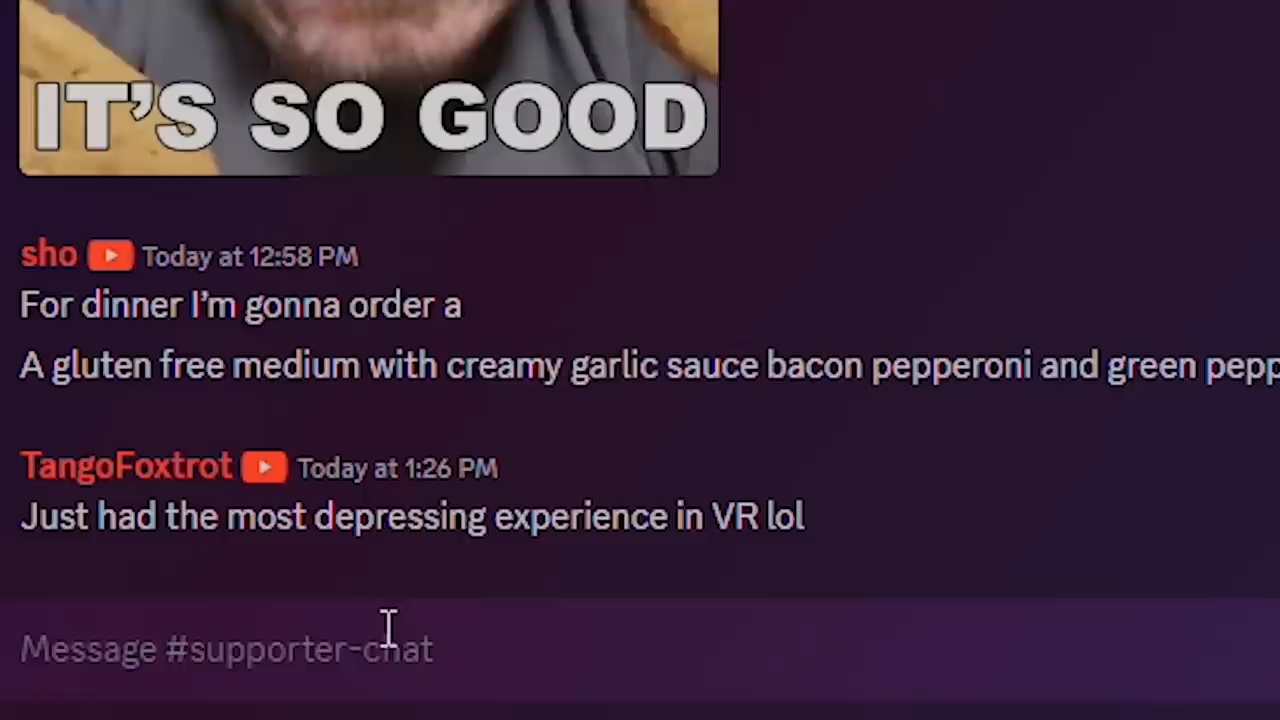 IT'S SO GOOD
sho Today at 12:58 PM
For dinner I'm gonna order a
A gluten free medium with creamy garlic sauce bacon pepperoni and green
TangoFoxtrot Today at 1:26 PM
Just had the most depressing experience in VR lol
Message #supporter-chat